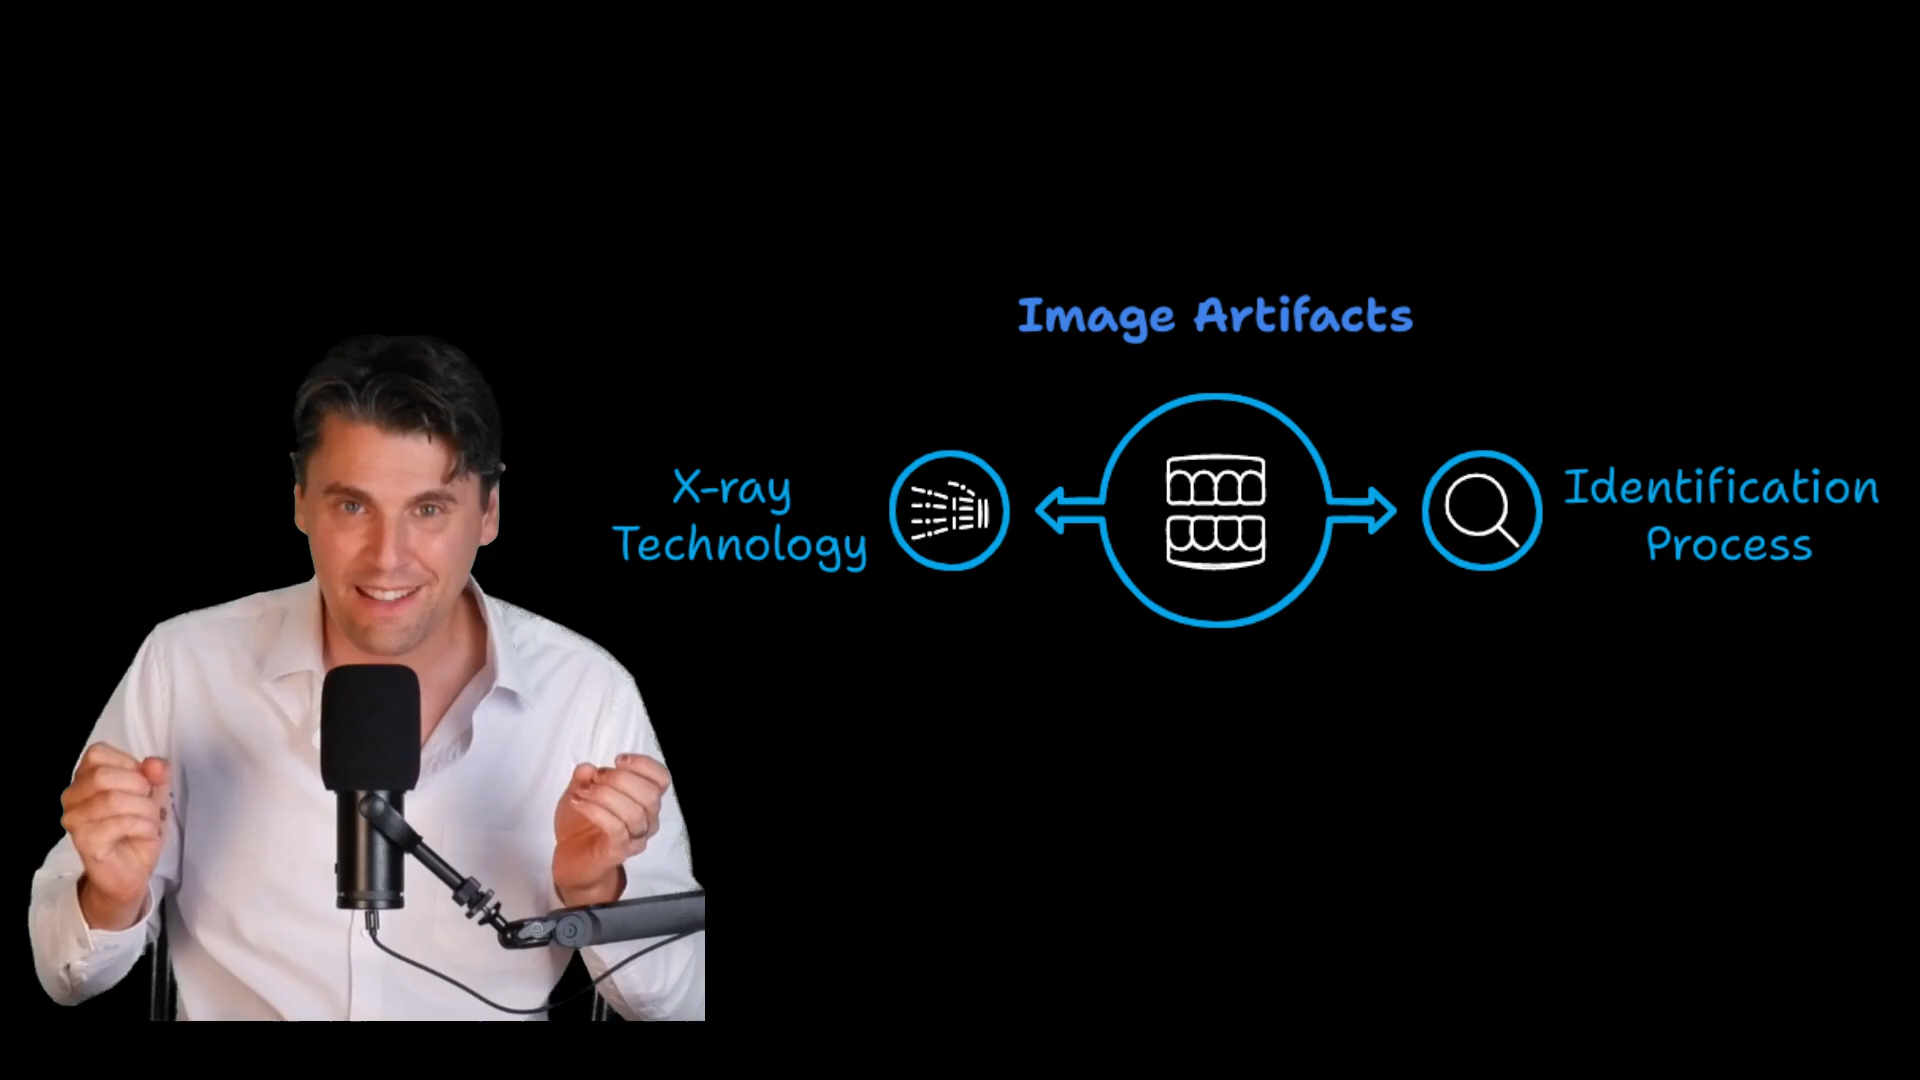 Image Artifacts
X-ray
Technology
Identification
Process